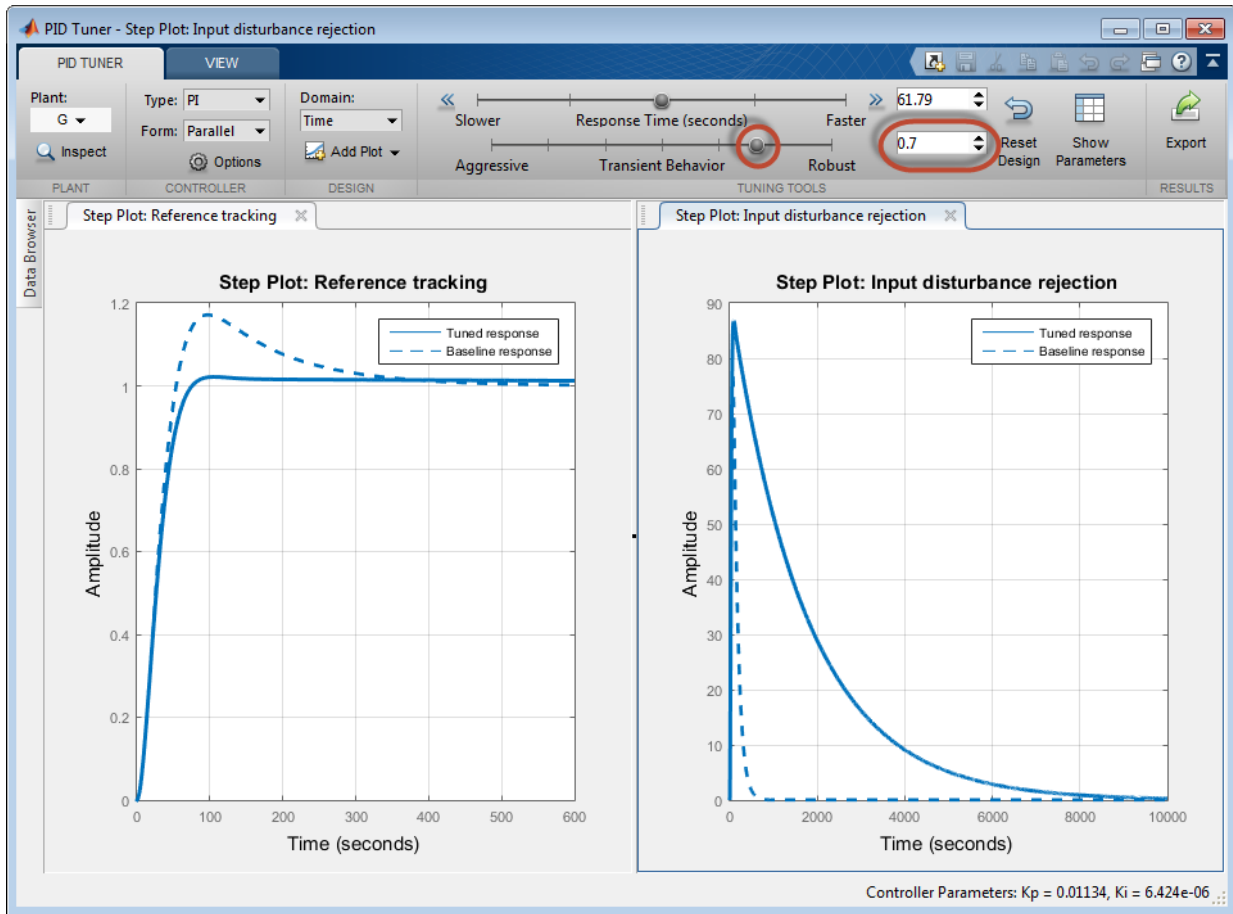 PID Tuner - Step Plot: Input disturbance rejection
PID TUNER
VIEW
Plant:
G
Inspect
PLANT
Type: PI
Form: Parallel
Options
CONTROLLER
Domain:
Time
Add Plot
DESIGN
Slower Response Time (seconds) Faster
61.79
Aggressive Transient Behavior Robust
0.7
Reset Design
Show Parameters
TUNING TOOLS
Export
RESULTS
Data Browser
Step Plot: Reference tracking
Step Plot: Reference tracking
Tuned response
Baseline response
1.2
1
0.8
0.6
0.4
0.2
0
Amplitude
0 100 200 300 400 500 600
Time (seconds)
Step Plot: Input disturbance rejection
Step Plot: Input disturbance rejection
Tuned response
Baseline response
90
80
70
60
50
40
30
20
10
0
Amplitude
0 2000 4000 6000 8000 10000
Time (seconds)
Controller Parameters: Kp = 0.01134, Ki = 6.424e-06